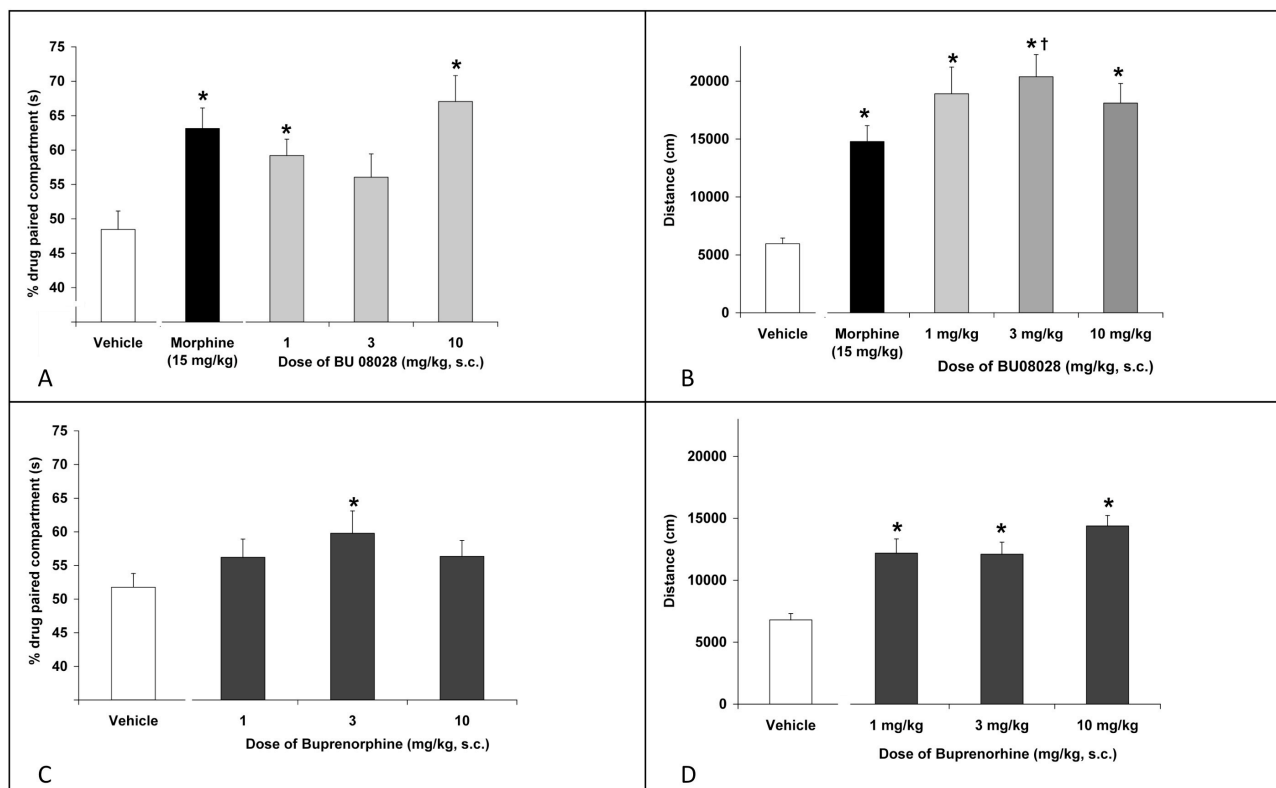 75
70
65
60
55
50
45
40
% drug paired compartment (s)
*
*
*
Vehicle
Morphine
(15 mg/kg)
1
3
10
Dose of BU 08028 (mg/kg, s.c.)
A
20000
15000
10000
5000
0
Distance (cm)
*
*
* †
*
Vehicle
Morphine
(15 mg/kg)
1 mg/kg
3 mg/kg
10 mg/kg
Dose of BU08028 (mg/kg, s.c.)
B
75
70
65
60
55
50
45
40
% drug paired compartment (s)
*
Vehicle
1
3
10
Dose of Buprenorphine (mg/kg, s.c.)
C
20000
15000
10000
5000
0
Distance (cm)
*
*
*
Vehicle
1 mg/kg
3 mg/kg
10 mg/kg
Dose of Buprenorhine (mg/kg, s.c.)
D